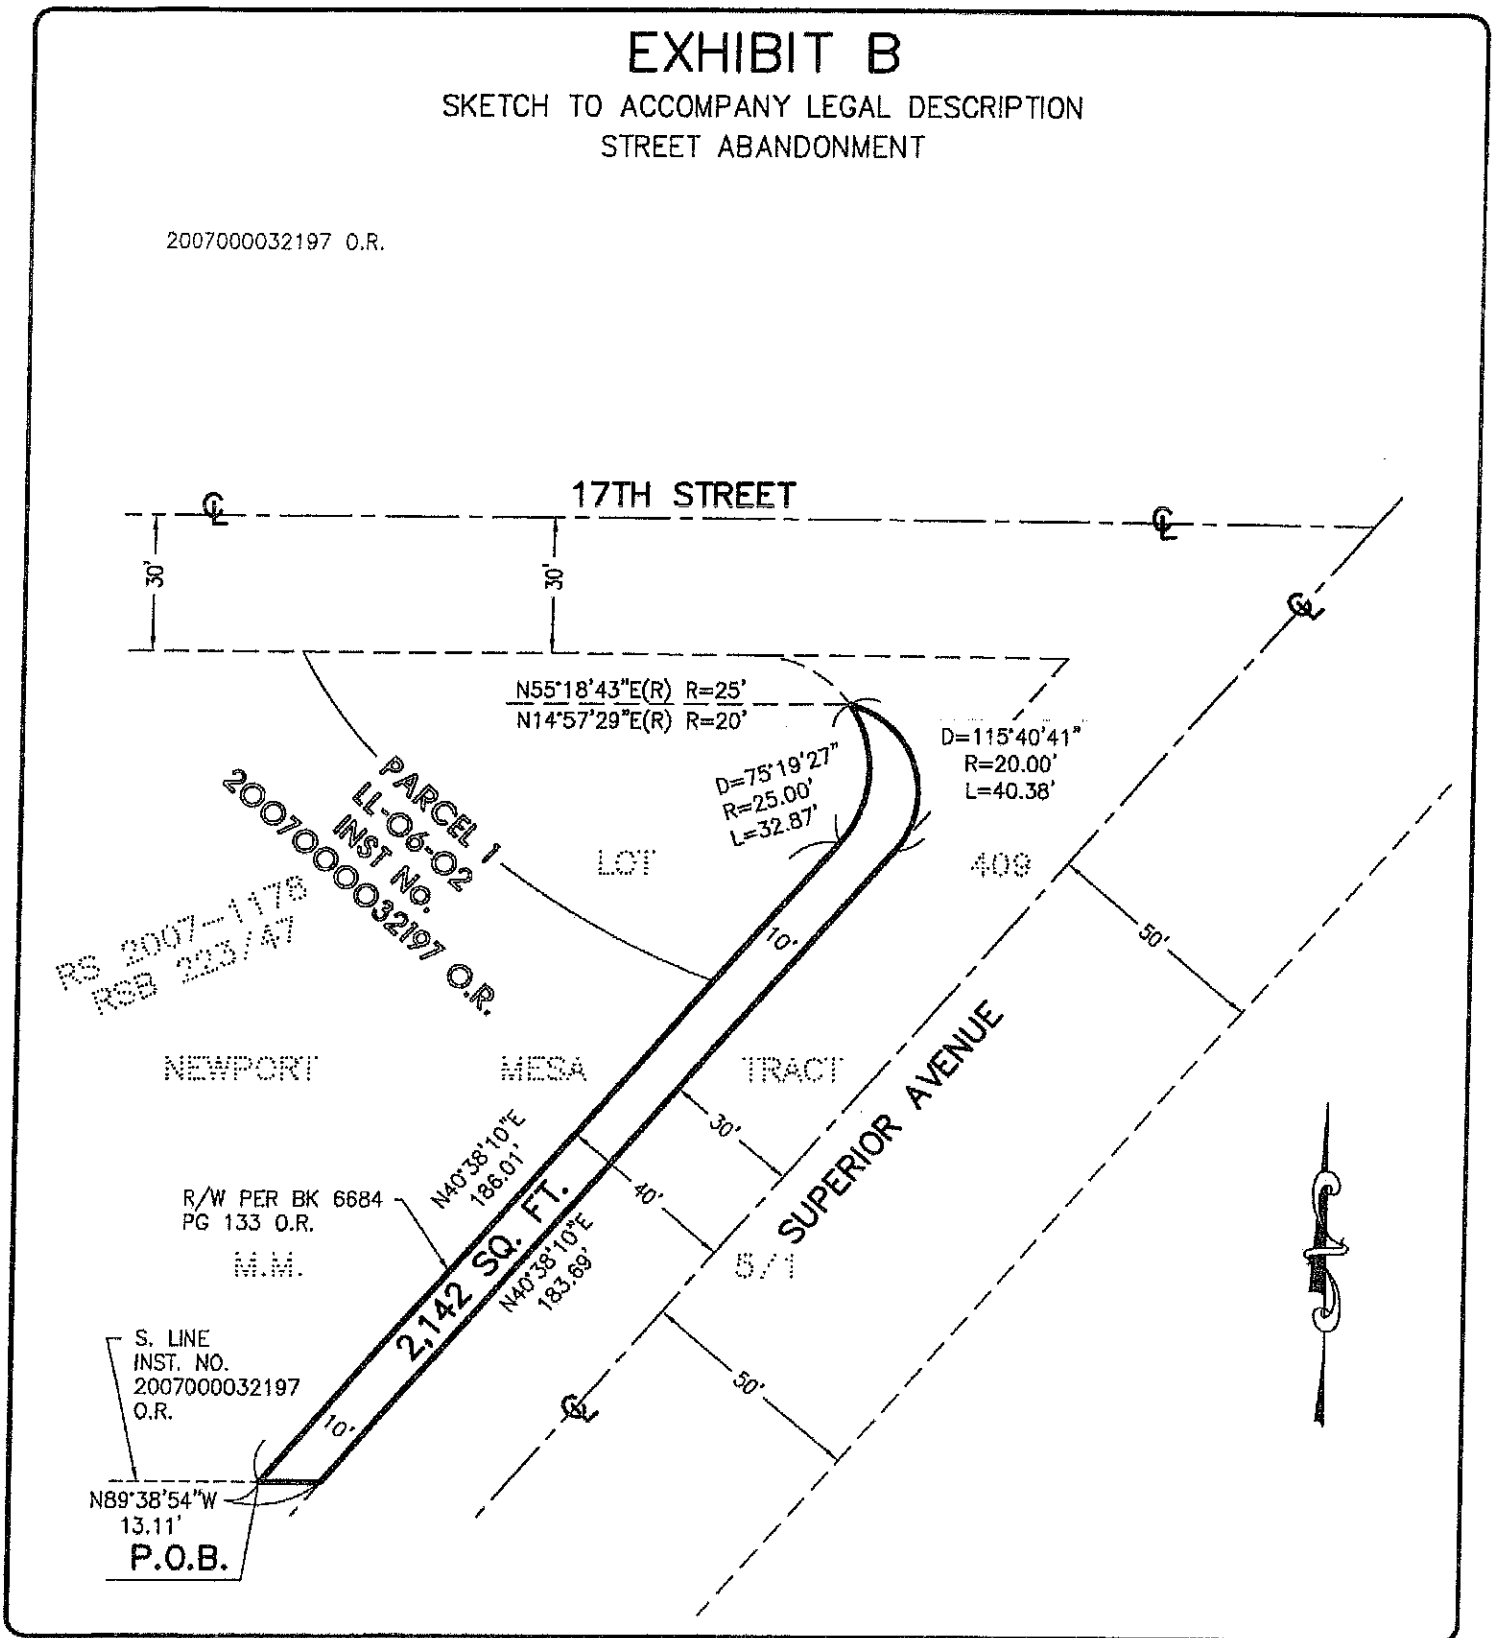 EXHIBIT B
SKETCH TO ACCOMPANY LEGAL DESCRIPTION
STREET ABANDONMENT
2007000032197 O.R.
17TH STREET
℄
℄
℄
30'
30'
N55°18'43"E(R) R=25'
N14°57'29"E(R) R=20'
D=115°40'41"
R=20.00'
L=40.38'
D=75°19'27"
R=25.00'
L=32.87'
PARCEL 1
LL-06-02
INST NO.
2007000032197 O.R.
LOT
409
RS 2007-1178
RSB 223/47
10'
50'
NEWPORT
MESA
TRACT
30'
SUPERIOR AVENUE
N40°38'10"E
186.01'
R/W PER BK 6684
PG 133 O.R.
40'
2,142 SQ. FT.
N40°38'10"E
183.69'
M.M.
5/1
S. LINE
INST. NO.
2007000032197
O.R.
50'
℄
10'
N89°38'54"W
13.11'
P.O.B.